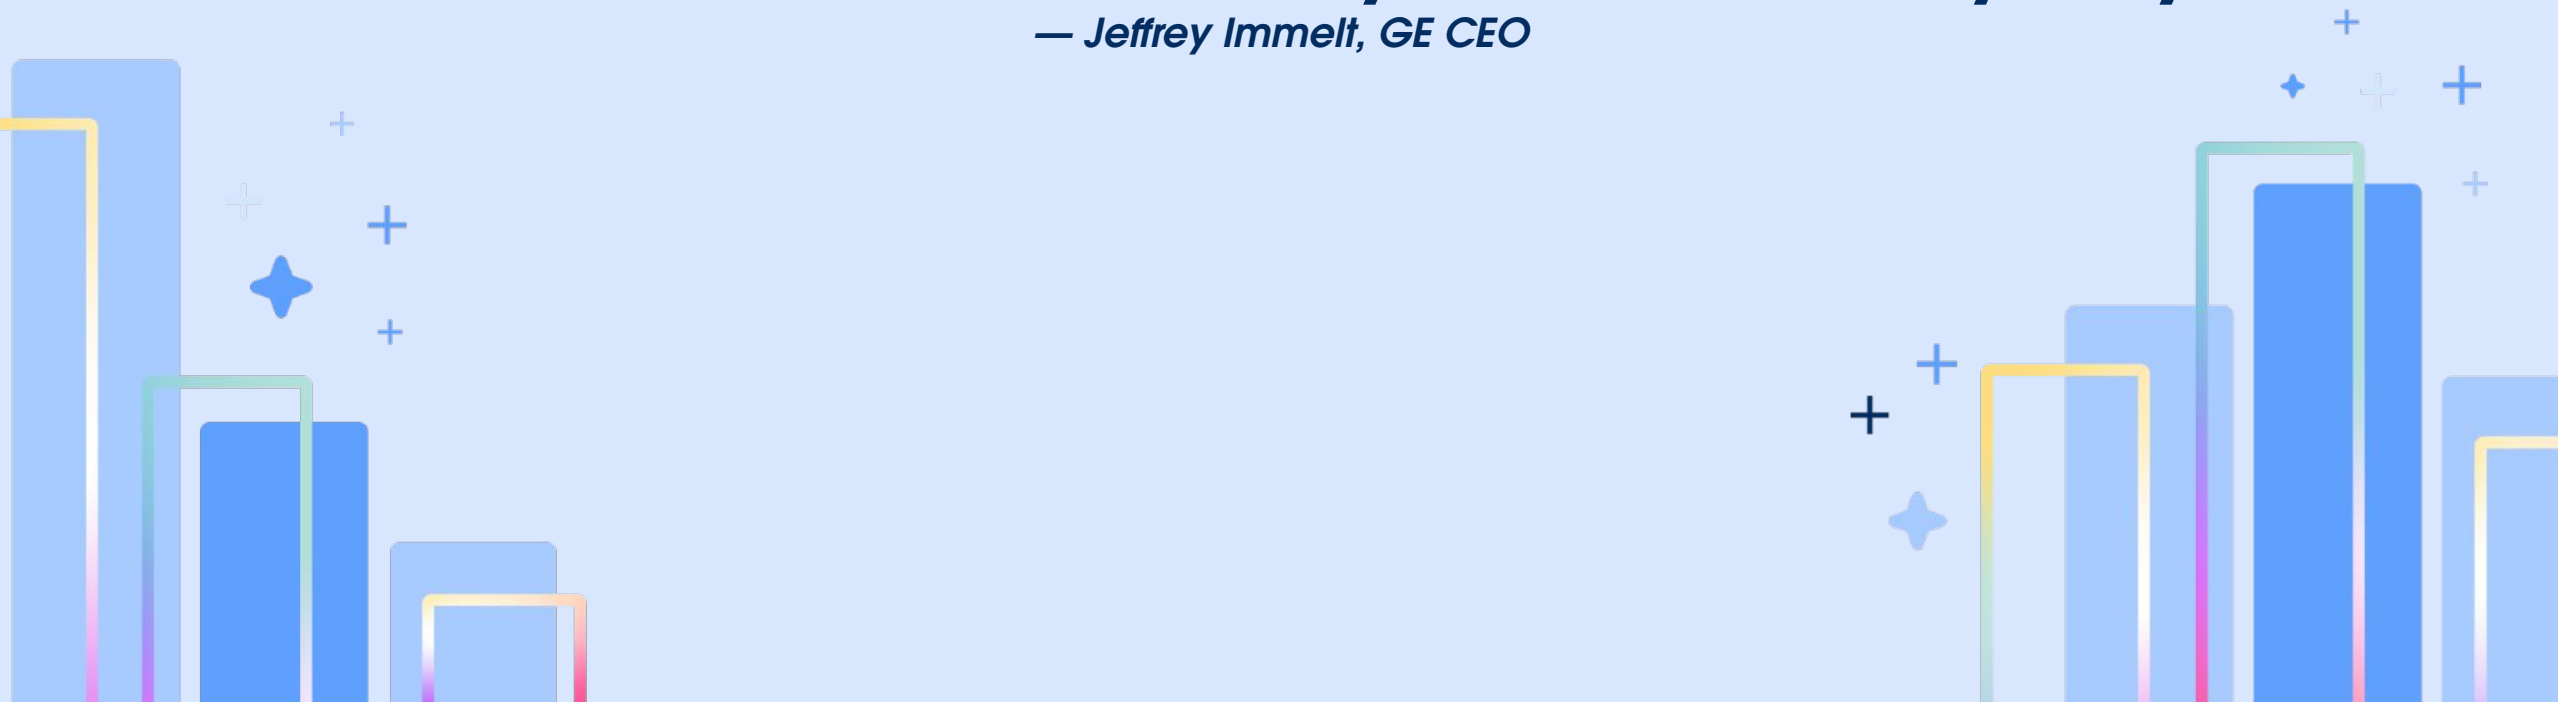 — Jeffrey Immelt, GE CEO